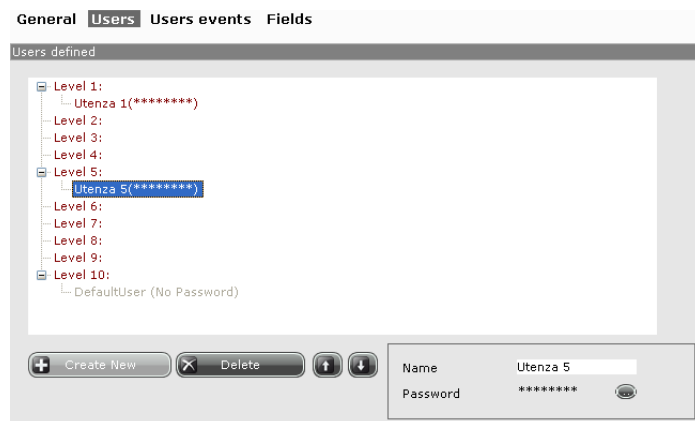 General Users Users events Fields
Users defined
Level 1:
Utenza 1(********)
Level 2:
Level 3:
Level 4:
Level 5:
Utenza 5(********)
Level 6:
Level 7:
Level 8:
Level 9:
Level 10:
DefaultUser (No Password)
Create New Delete
Name Utenza 5
Password ********